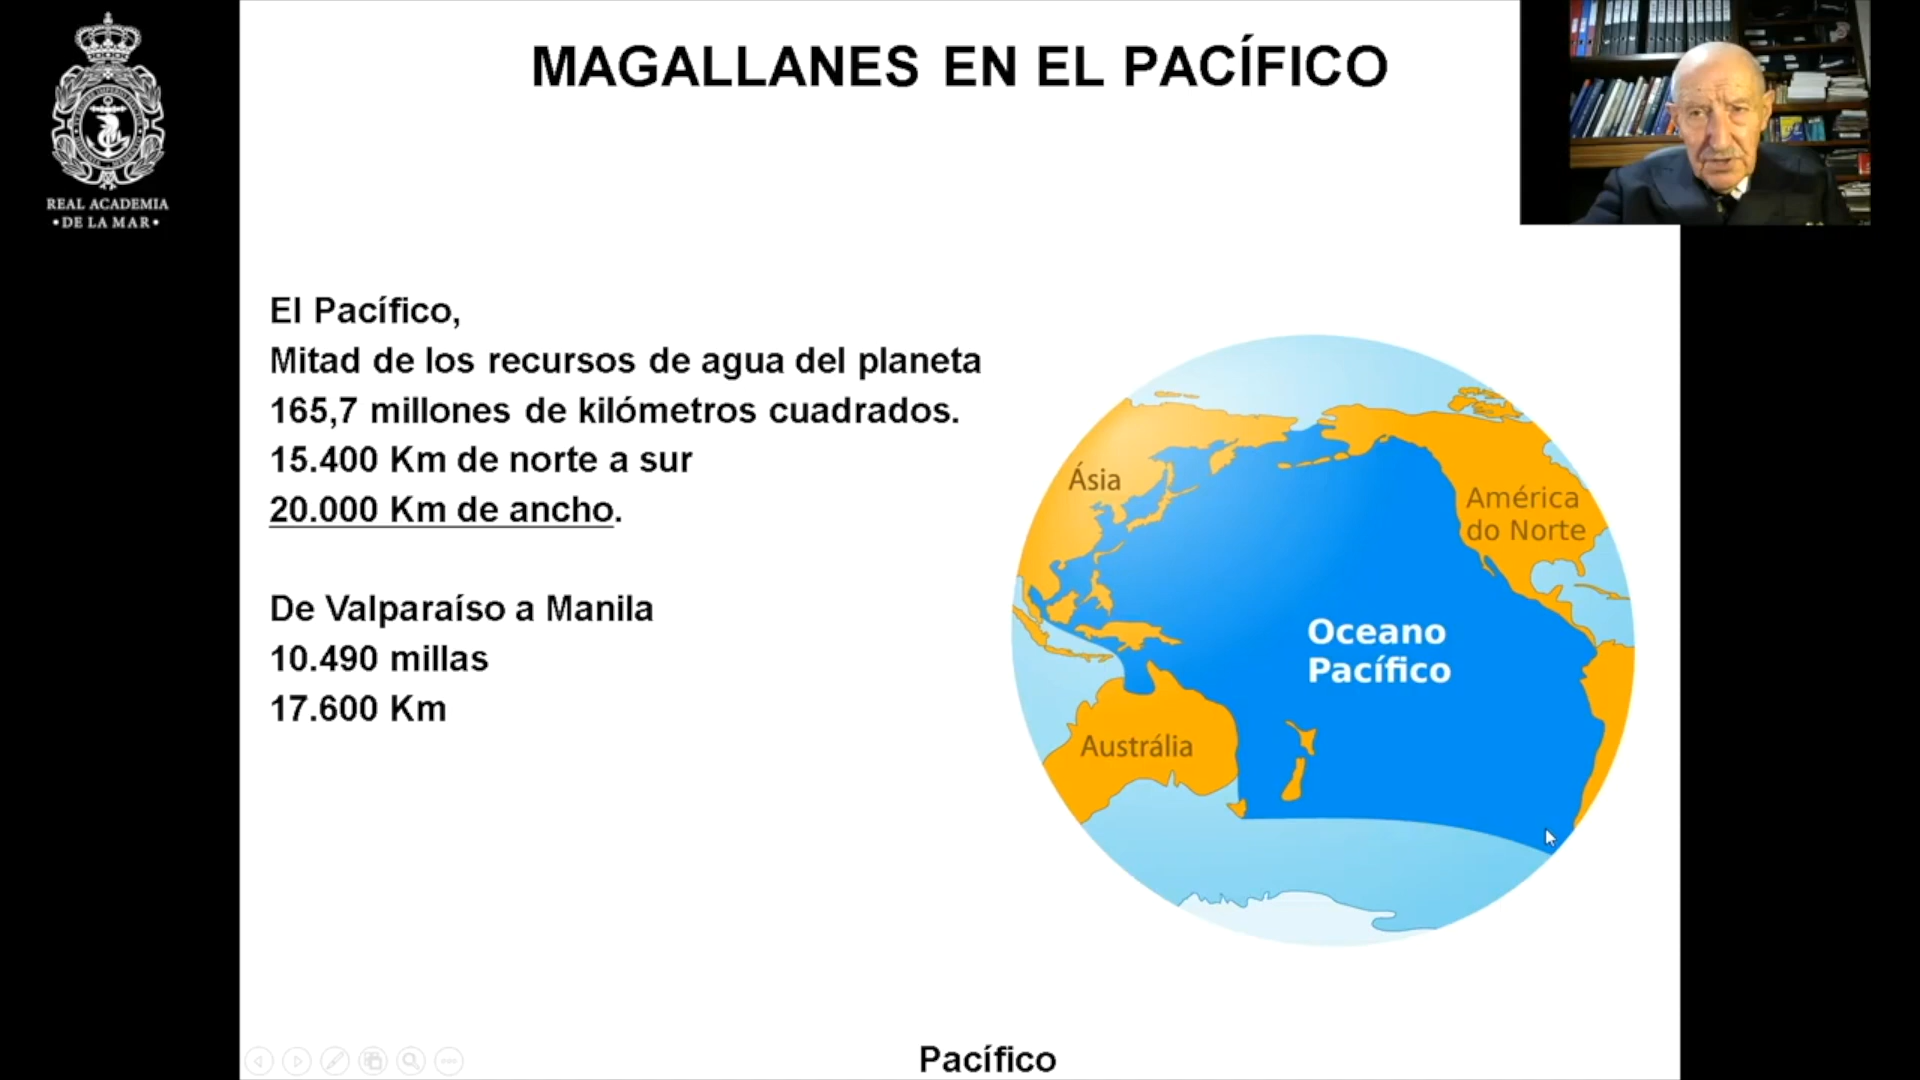 REAL ACADEMIA
•DE LA MAR•
MAGALLANES EN EL PACÍFICO
El Pacífico,
Mitad de los recursos de agua del planeta
165,7 millones de kilómetros cuadrados.
15.400 Km de norte a sur
20.000 Km de ancho.
De Valparaíso a Manila
10.490 millas
17.600 Km
Ásia
América
do Norte
Oceano
Pacífico
Austrália
Pacífico